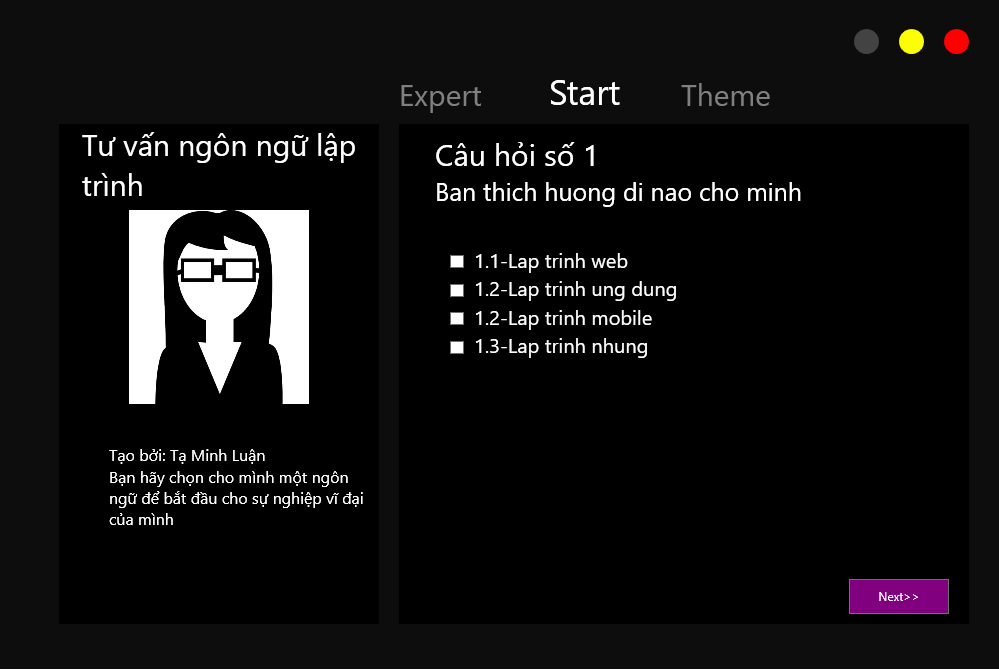 Expert Start Theme
Tư vấn ngôn ngữ lập
trình
Tạo bởi: Tạ Minh Luận
Bạn hãy chọn cho mình một ngôn
ngữ để bắt đầu cho sự nghiệp vĩ đại
của mình
Câu hỏi số 1
Ban thich huong di nao cho minh
1.1-Lap trinh web
1.2-Lap trinh ung dung
1.2-Lap trinh mobile
1.3-Lap trinh nhung
Next>>